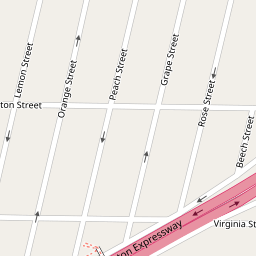 Lemon Street
Orange Street
Peach Street
Grape Street
Rose Street
ton Street
Beech Street
ton Expressway
Virginia St